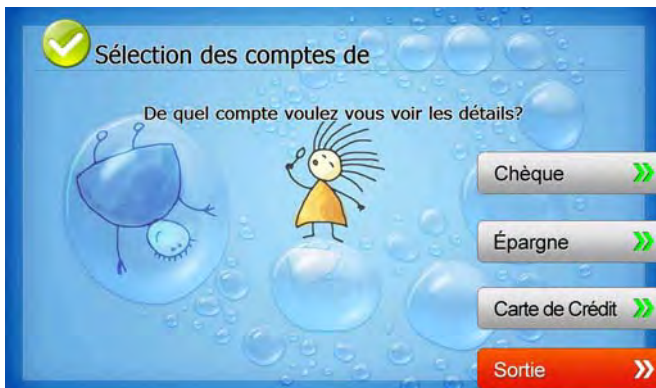 Sélection des comptes de
De quel compte voulez vous voir les détails?
Chèque
Épargne
Carte de Crédit
Sortie